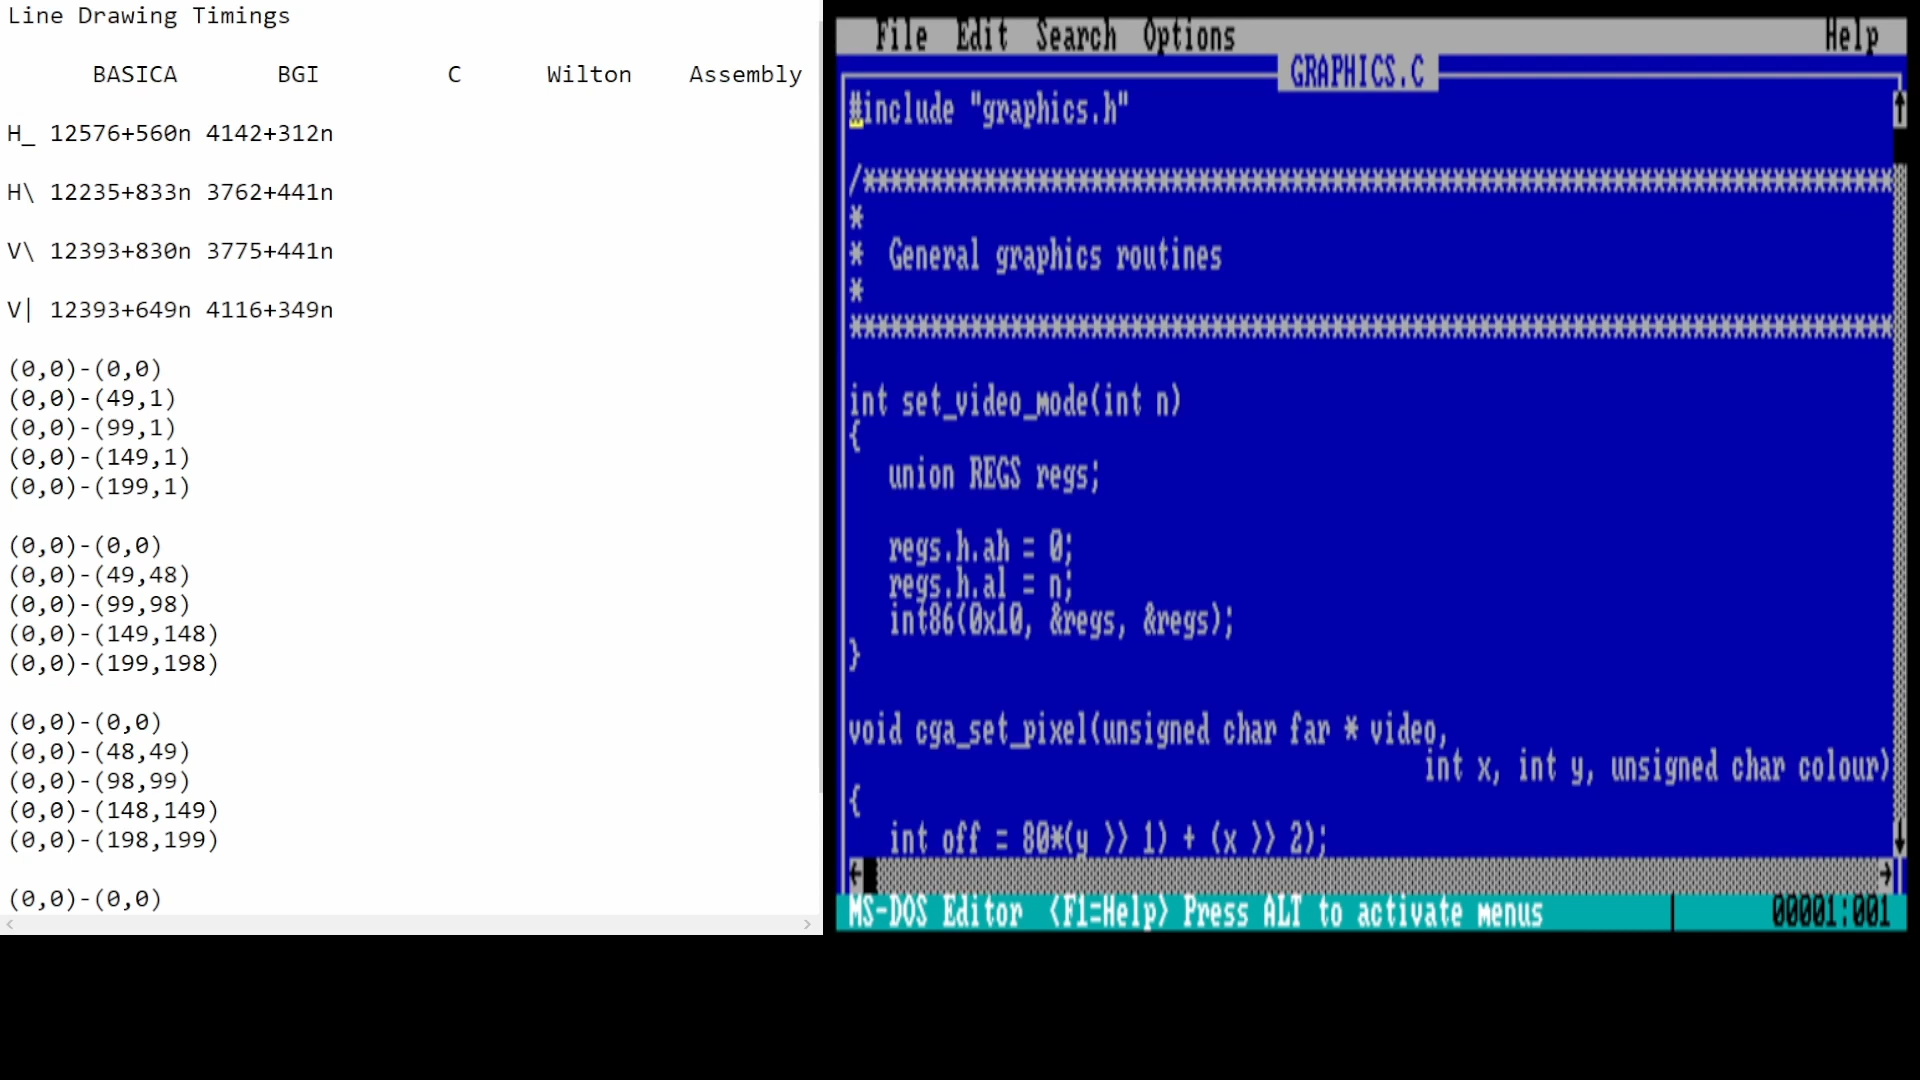 Line Drawing Timings
BASICA BGI C Wilton Assembly
H_ 12576+560n 4142+312n
H\ 12235+833n 3762+441n
V\ 12393+830n 3775+441n
V| 12393+649n 4116+349n
(0,0)-(0,0)
(0,0)-(49,1)
(0,0)-(99,1)
(0,0)-(149,1)
(0,0)-(199,1)
(0,0)-(0,0)
(0,0)-(49,48)
(0,0)-(99,98)
(0,0)-(149,148)
(0,0)-(199,198)
(0,0)-(0,0)
(0,0)-(48,49)
(0,0)-(98,99)
(0,0)-(148,149)
(0,0)-(198,199)
(0,0)-(0,0)
File Edit Search Options Help
GRAPHICS.C
#include "graphics.h"
/*****************************************************************************
*
* General graphics routines
*
******************************************************************************
int set_video_mode(int n)
{
union REGS regs;
regs.h.ah = 0;
regs.h.al = n;
int86(0x10, &regs, &regs);
}
void cga_set_pixel(unsigned char far * video,
int x, int y, unsigned char colour)
{
int off = 80*(y >> 1) + (x >> 2);
MS-DOS Editor <F1=Help> Press ALT to activate menus 00001:001